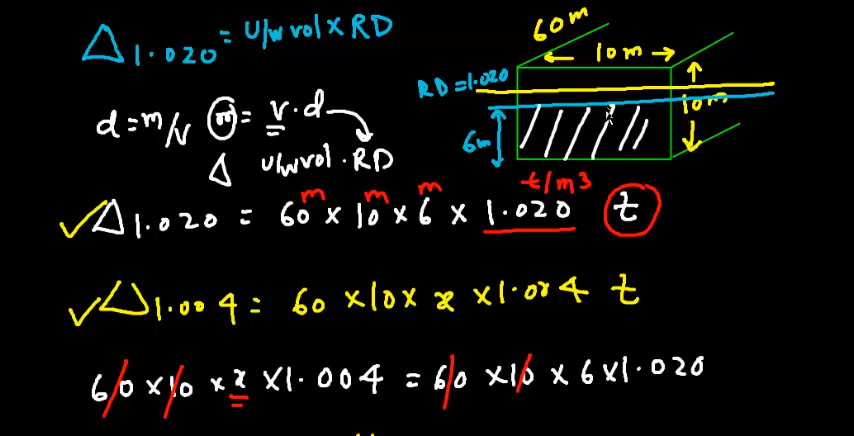 60m
Δ1.020 = U/w vol x RD
10m
RD = 1.020
10m
d = m/v m = v.d
6m
Δ U/w vol . RD
t/m3
m m m
Δ1.020 = 60 x 10 x 6 x 1.020 t
Δ1.004 = 60 x 10 x x x 1.004 t
60 x 10 x x x 1.004 = 60 x 10 x 6 x 1.020